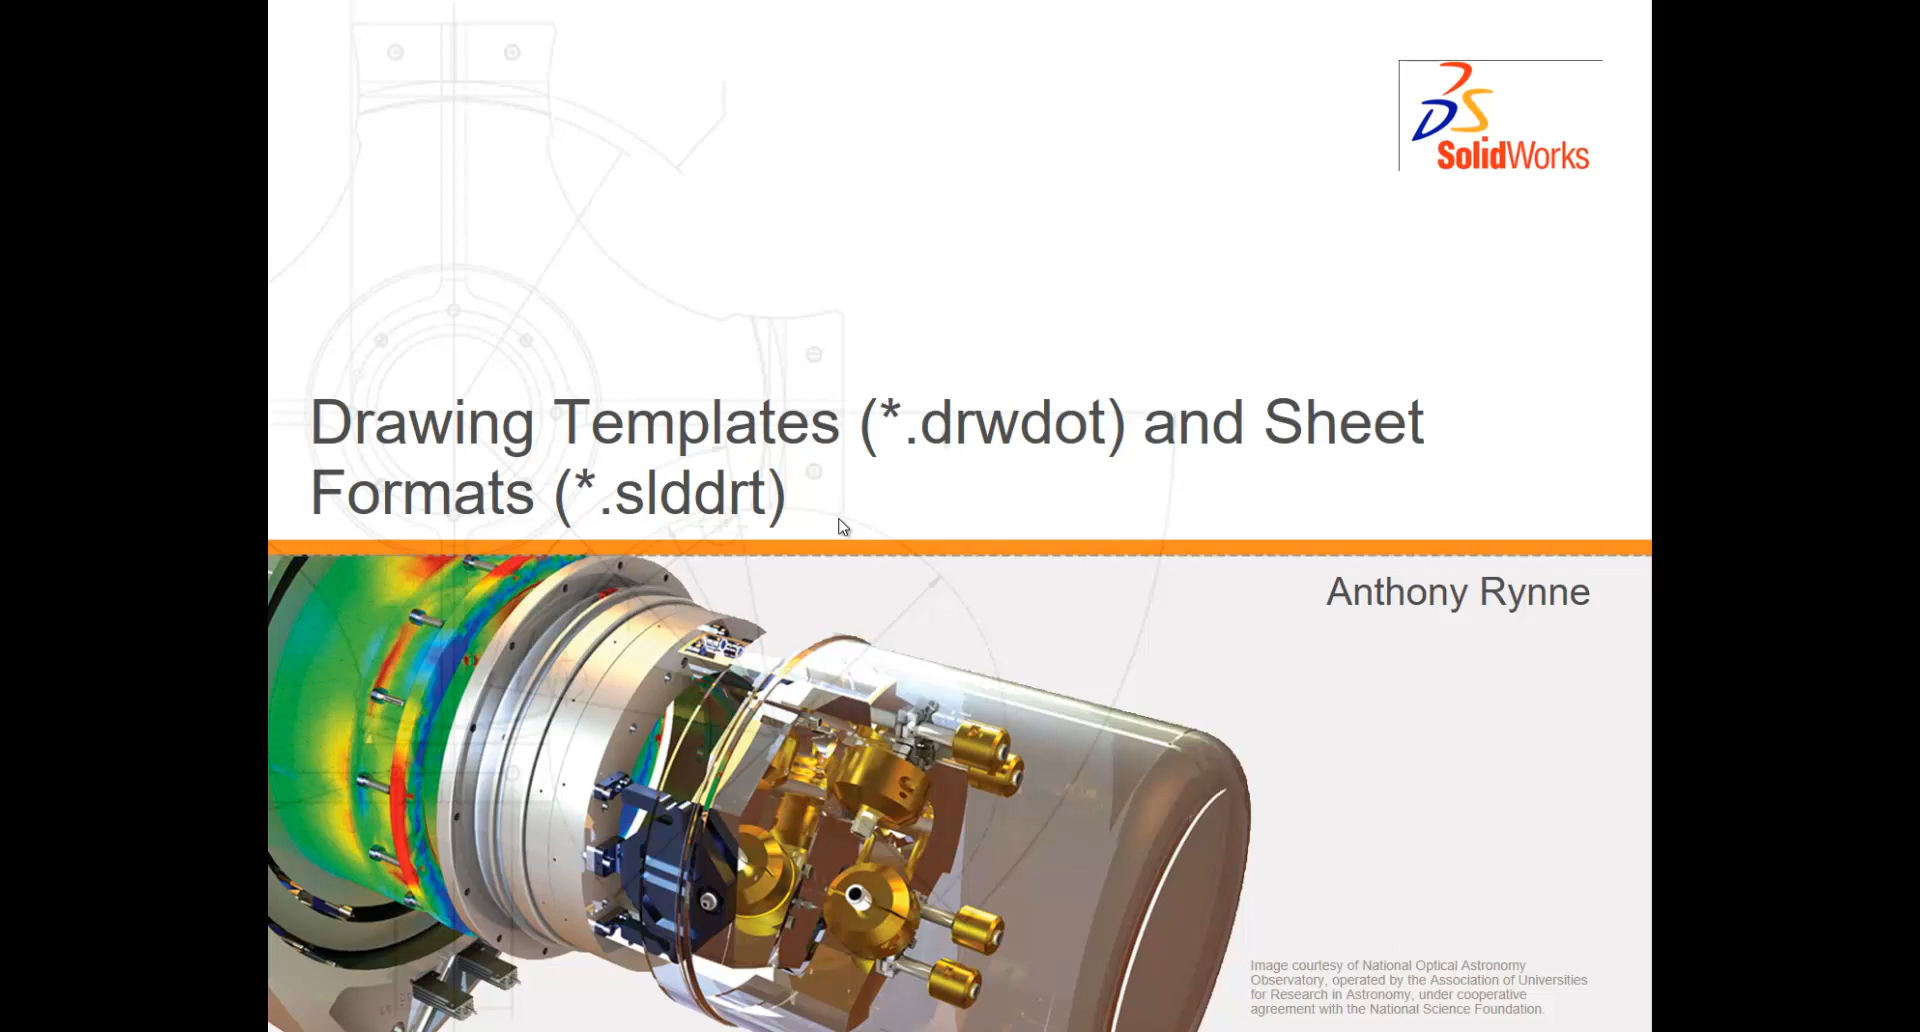 SolidWorks
Drawing Templates (*.drwdot) and Sheet
Formats (*.slddrt)
Anthony Rynne
Image courtesy of National Optical Astronomy
Observatory, operated by the Association of Universities
for Research in Astronomy, under cooperative
agreement with the National Science Foundation.